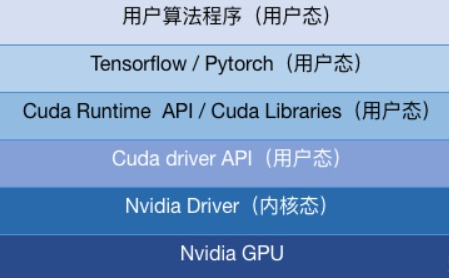 用户算法程序（用户态）
Tensorflow / Pytorch（用户态）
Cuda Runtime  API / Cuda Libraries（用户态）
Cuda driver API（用户态）
Nvidia Driver（内核态）
Nvidia GPU